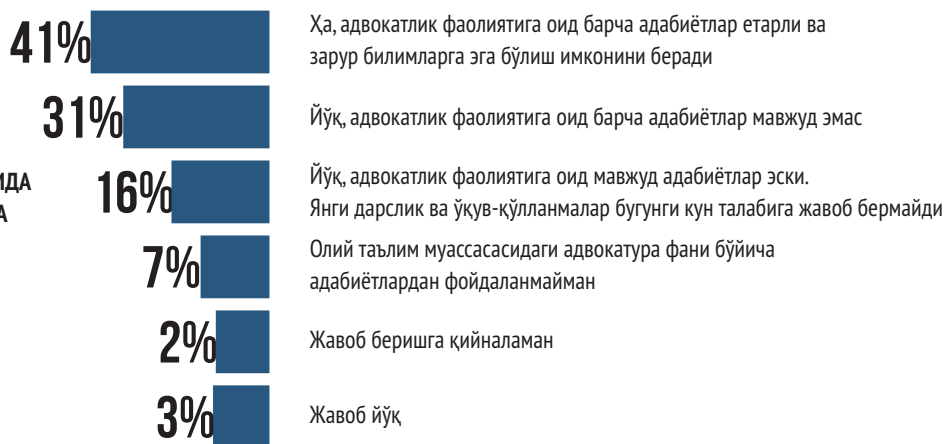 41%
Ҳа, адвокатлик фаолиятига оид барча адабиётлар етарли ва
зарур билимларга эга бўлиш имконини беради
31%
Йўқ, адвокатлик фаолиятига оид барча адабиётлар мавжуд эмас
16%
Йўқ, адвокатлик фаолиятига оид мавжуд адабиётлар эски.
Янги дарслик ва ўқув-қўлланмалар бугунги кун талабига жавоб бермайди
7%
Олий таълим муассасасидаги адвокатура фани бўйича
адабиётлардан фойдаланмайман
2%
Жавоб беришга қийналаман
3%
Жавоб йўқ